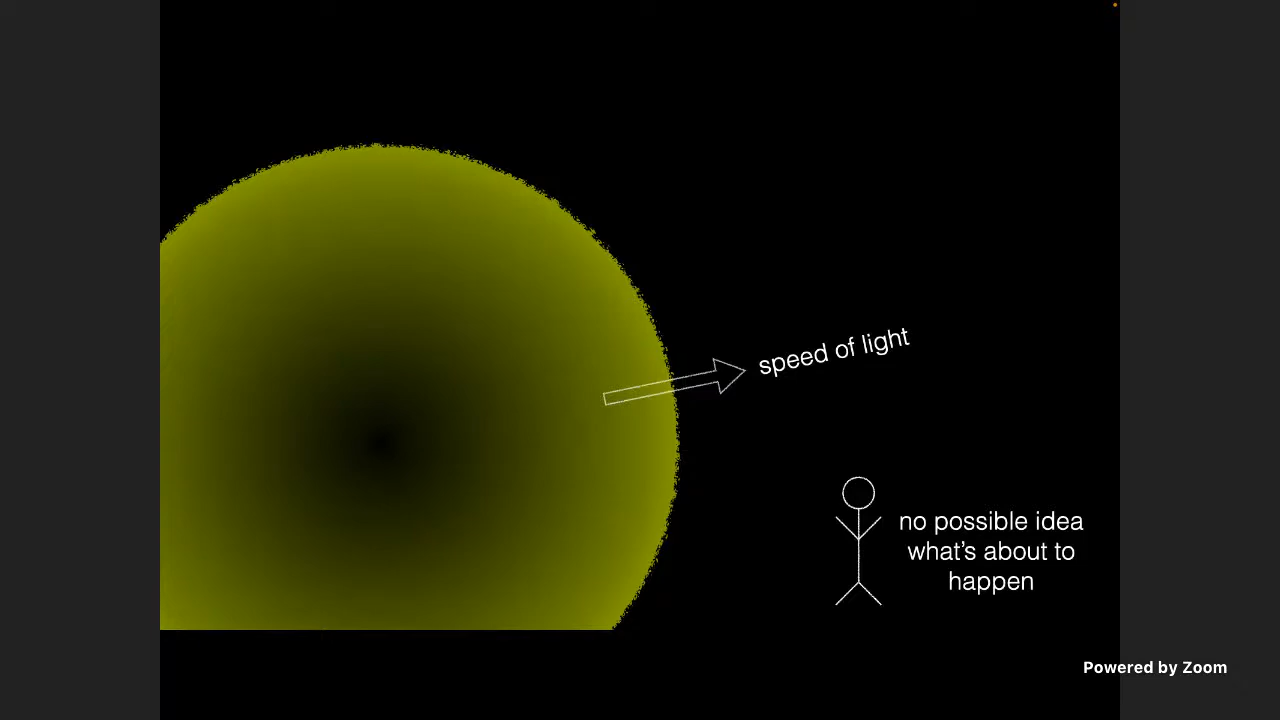 speed of light
no possible idea
what's about to
happen
Powered by Zoom